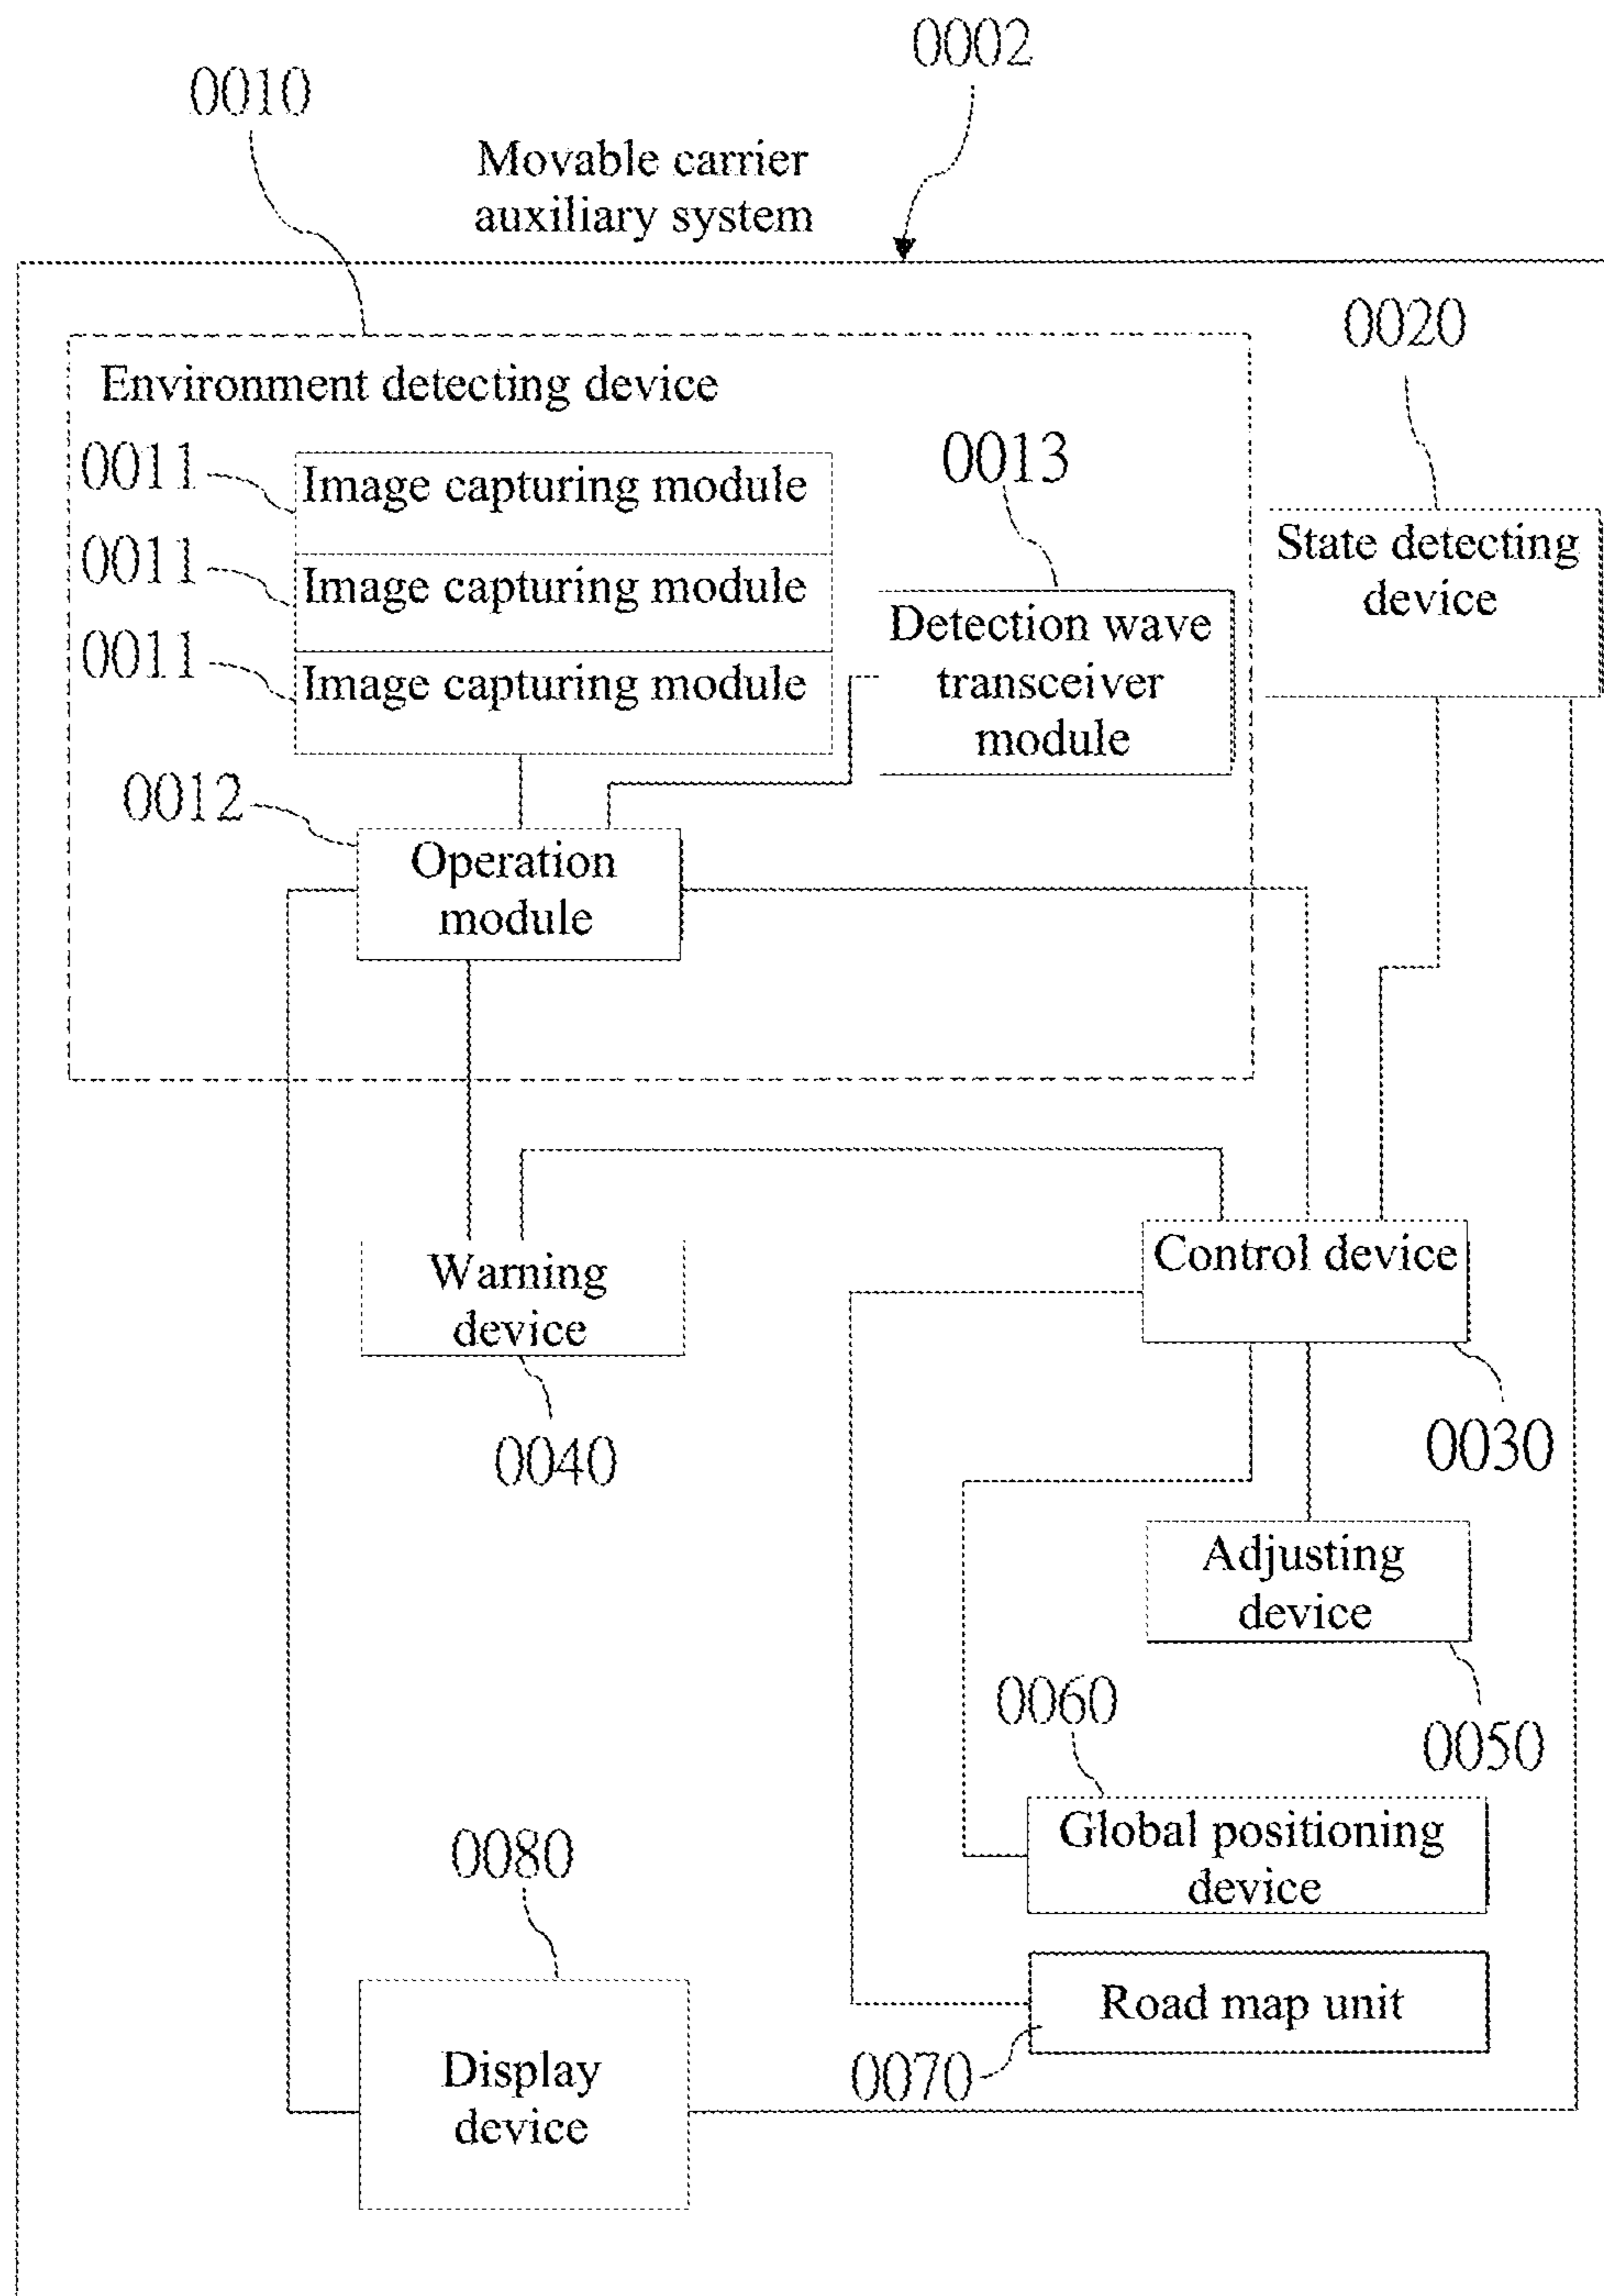 0002
0010
Movable carrier
auxiliary system
0020
Environment detecting device
0011
Image capturing module
0013
0011
Image capturing module
State detecting
device
0011
Image capturing module
Detection wave
transceiver
module
0012
Operation
module
Warning
device
0040
Control device
0030
Adjusting
device
0050
0060
Global positioning
device
0080
Road map unit
0070
Display
device